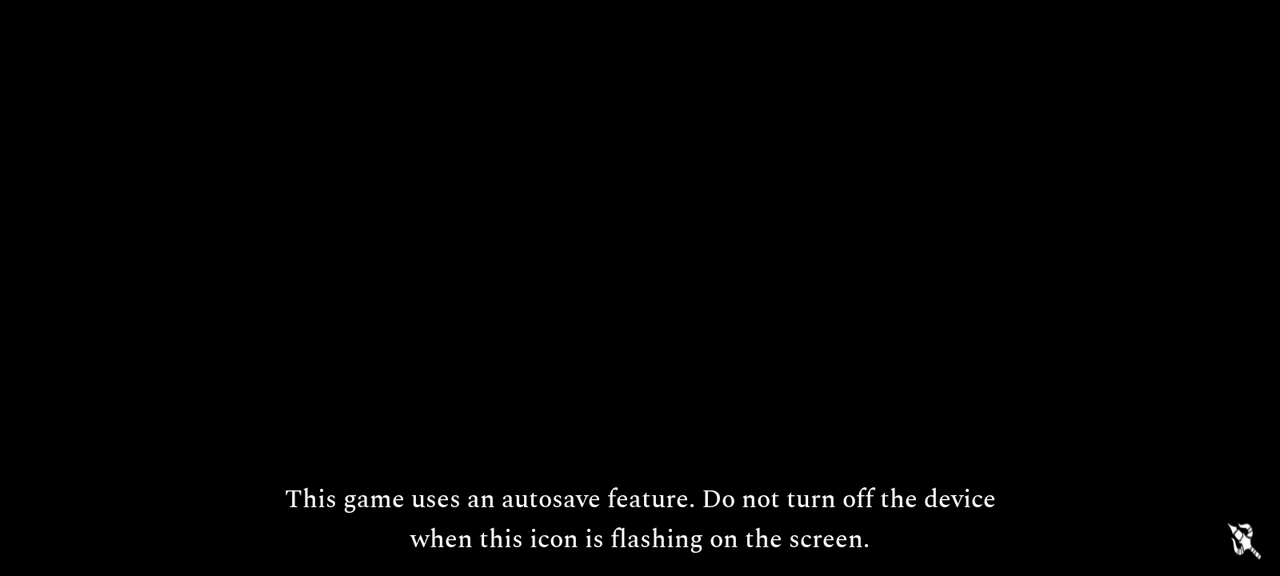 This game uses an autosave feature. Do not turn off the device
when this icon is flashing on the screen.